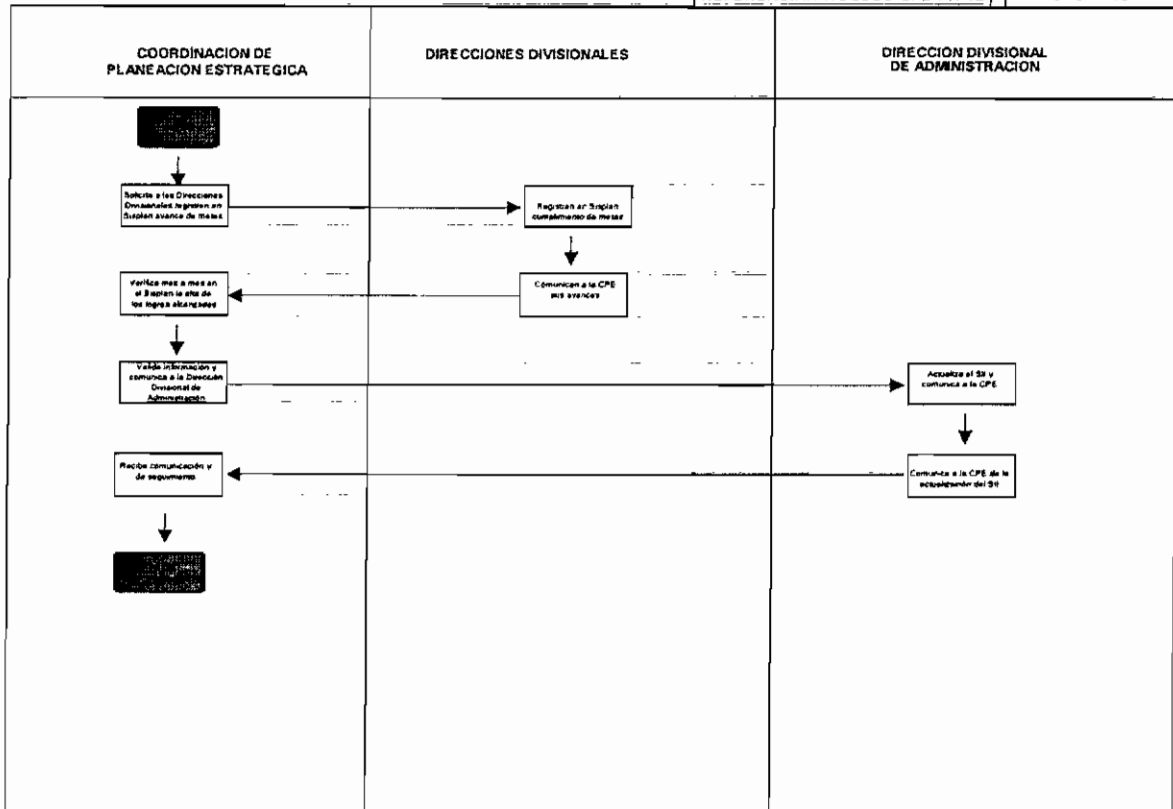 COORDINACION DE
PLANEACION ESTRATEGICA
DIRECCIONES DIVISIONALES
DIRECCION DIVISIONAL
DE ADMINISTRACION
Solicita a las Direcciones
Divisionales registren en
Sisplan avance de metas
Registran en Sisplan
cumplimiento de metas
Comunican a la CPE
sus avances
Verifica mes a mes en
el Sisplan la alta de
los logros alcanzados
Valida información y
comunica a la Dirección
Divisional de
Administración
Actualiza el SII y
comunica a la CPE
Comunica a la CPE de la
actualización del SII
Recibe comunicación y
da seguimiento